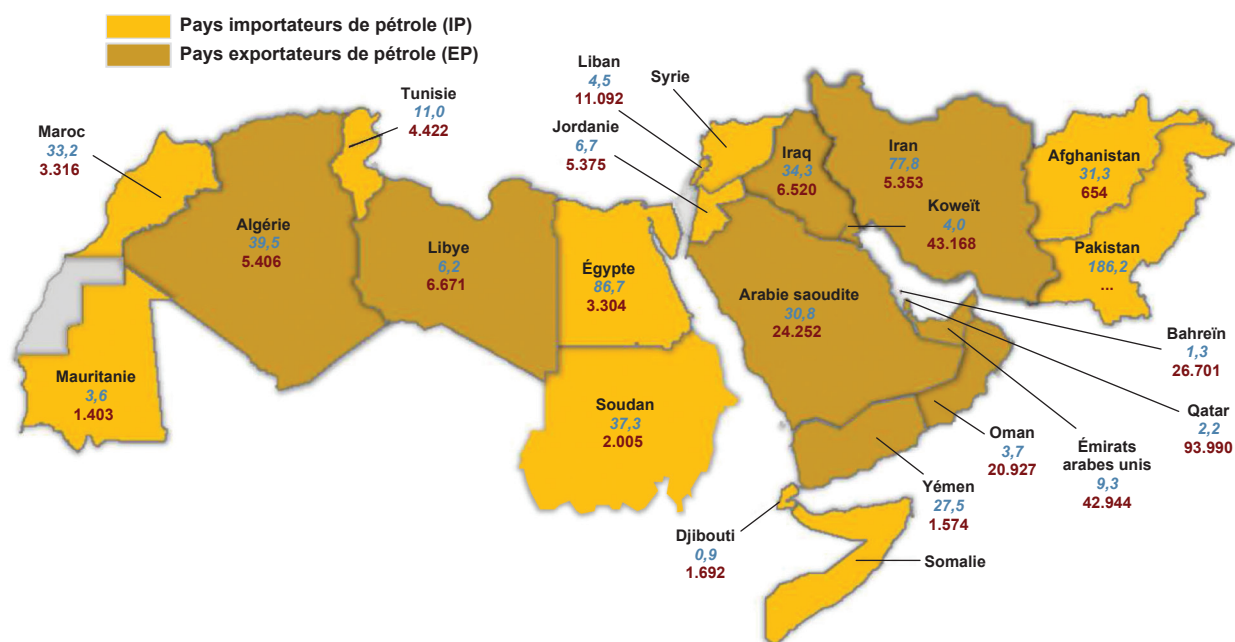 Pays importateurs de pétrole (IP)
Pays exportateurs de pétrole (EP)
Maroc
33,2
3.316
Tunisie
11,0
4.422
Algérie
39,5
5.406
Libye
6,2
6.671
Mauritanie
3,6
1.403
Égypte
86,7
3.304
Soudan
37,3
2.005
Liban
4,5
11.092
Jordanie
6,7
5.375
Syrie
Iraq
34,3
6.520
Iran
77,8
5.353
Koweït
4,0
43.168
Afghanistan
31,3
654
Pakistan
186,2
...
Arabie saoudite
30,8
24.252
Bahreïn
1,3
26.701
Qatar
2,2
93.990
Émirats
arabes unis
9,3
42.944
Oman
3,7
20.927
Yémen
27,5
1.574
Djibouti
0,9
1.692
Somalie